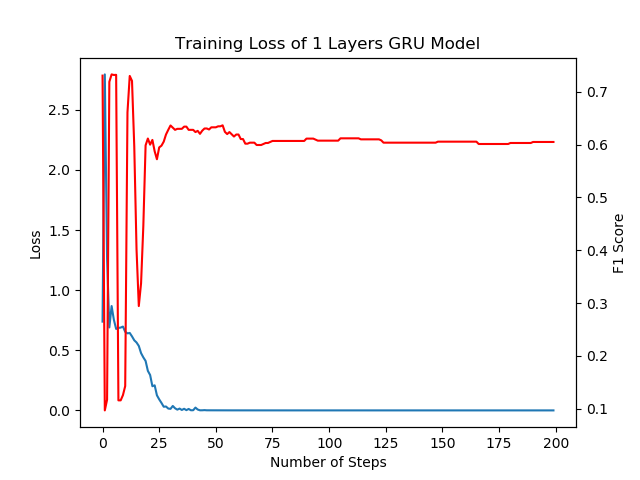 Training Loss of 1 Layers GRU Model
2.5
2.0
1.5
1.0
0.5
0.0
Loss
0.7
0.6
0.5
0.4
0.3
0.2
0.1
F1 Score
0 25 50 75 100 125 150 175 200
Number of Steps